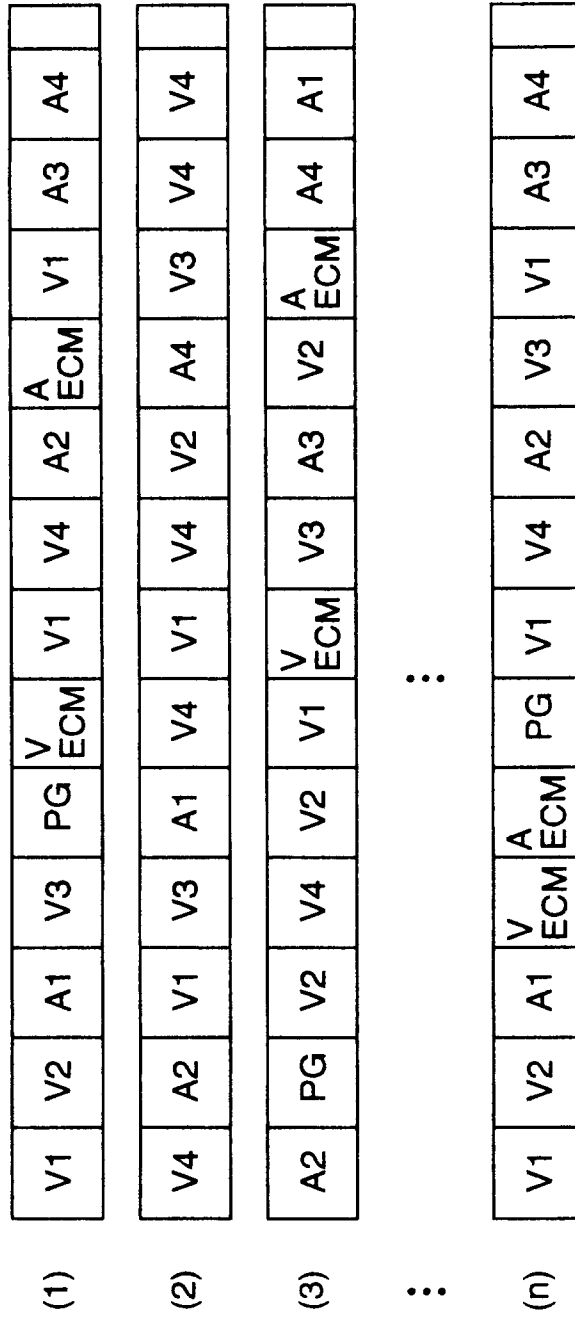 (1) V1 V2 A1 V3 PG V ECM V1 V4 A2 A ECM V1 A3 A4
(2) V4 A2 V1 V3 A1 V4 V1 V4 V2 A4 V3 V4 V4
(3) A2 PG V2 V4 V2 V1 V ECM V3 A3 V2 A ECM A4 A1
... ...
(n) V1 V2 A1 V ECM A ECM PG V1 V4 A2 V3 V1 A3 A4